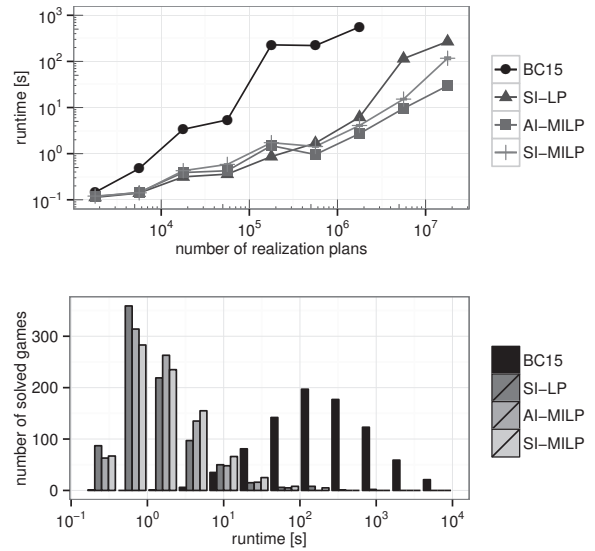 10³
10²
10¹
10⁰
10⁻¹
runtime [s]
10⁴ 10⁵ 10⁶ 10⁷
number of realization plans
BC15
SI−LP
AI−MILP
SI−MILP
300
200
100
0
number of solved games
10⁻¹ 10⁰ 10¹ 10² 10³ 10⁴
runtime [s]
BC15
SI−LP
AI−MILP
SI−MILP